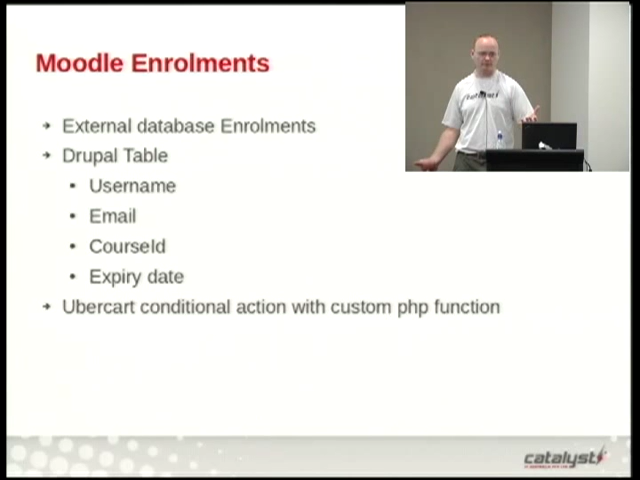 Moodle Enrolments
External database Enrolments
Drupal Table
Username
Email
CourseId
Expiry date
Ubercart conditional action with custom php function
catalyst
catalyst